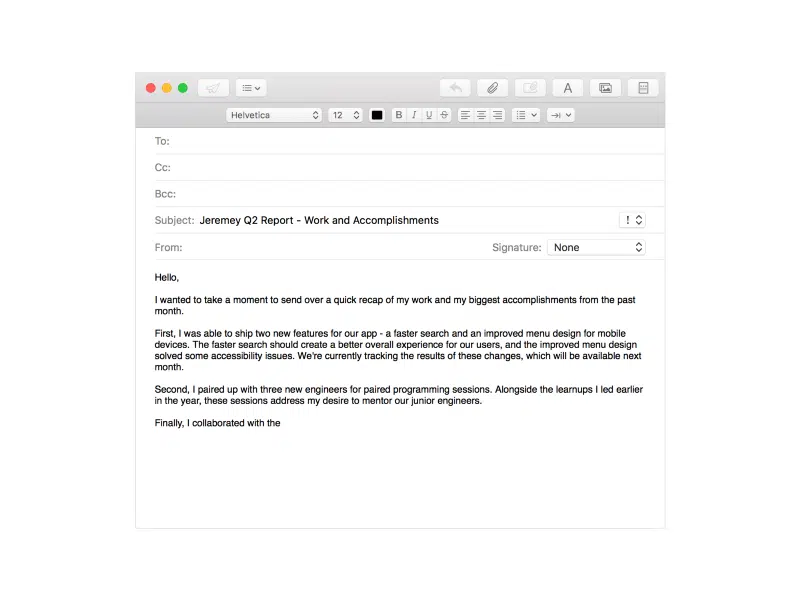 Helvetica 12 B I U S
A
To:
Cc:
Bcc:
Subject: Jeremey Q2 Report - Work and Accomplishments !
From: Signature: None
Hello,
I wanted to take a moment to send over a quick recap of my work and my biggest accomplishments from the past
month.
First, I was able to ship two new features for our app - a faster search and an improved menu design for mobile
devices. The faster search should create a better overall experience for our users, and the improved menu design
solved some accessibility issues. We're currently tracking the results of these changes, which will be available next
month.
Second, I paired up with three new engineers for paired programming sessions. Alongside the learnups I led earlier
in the year, these sessions address my desire to mentor our junior engineers.
Finally, I collaborated with the